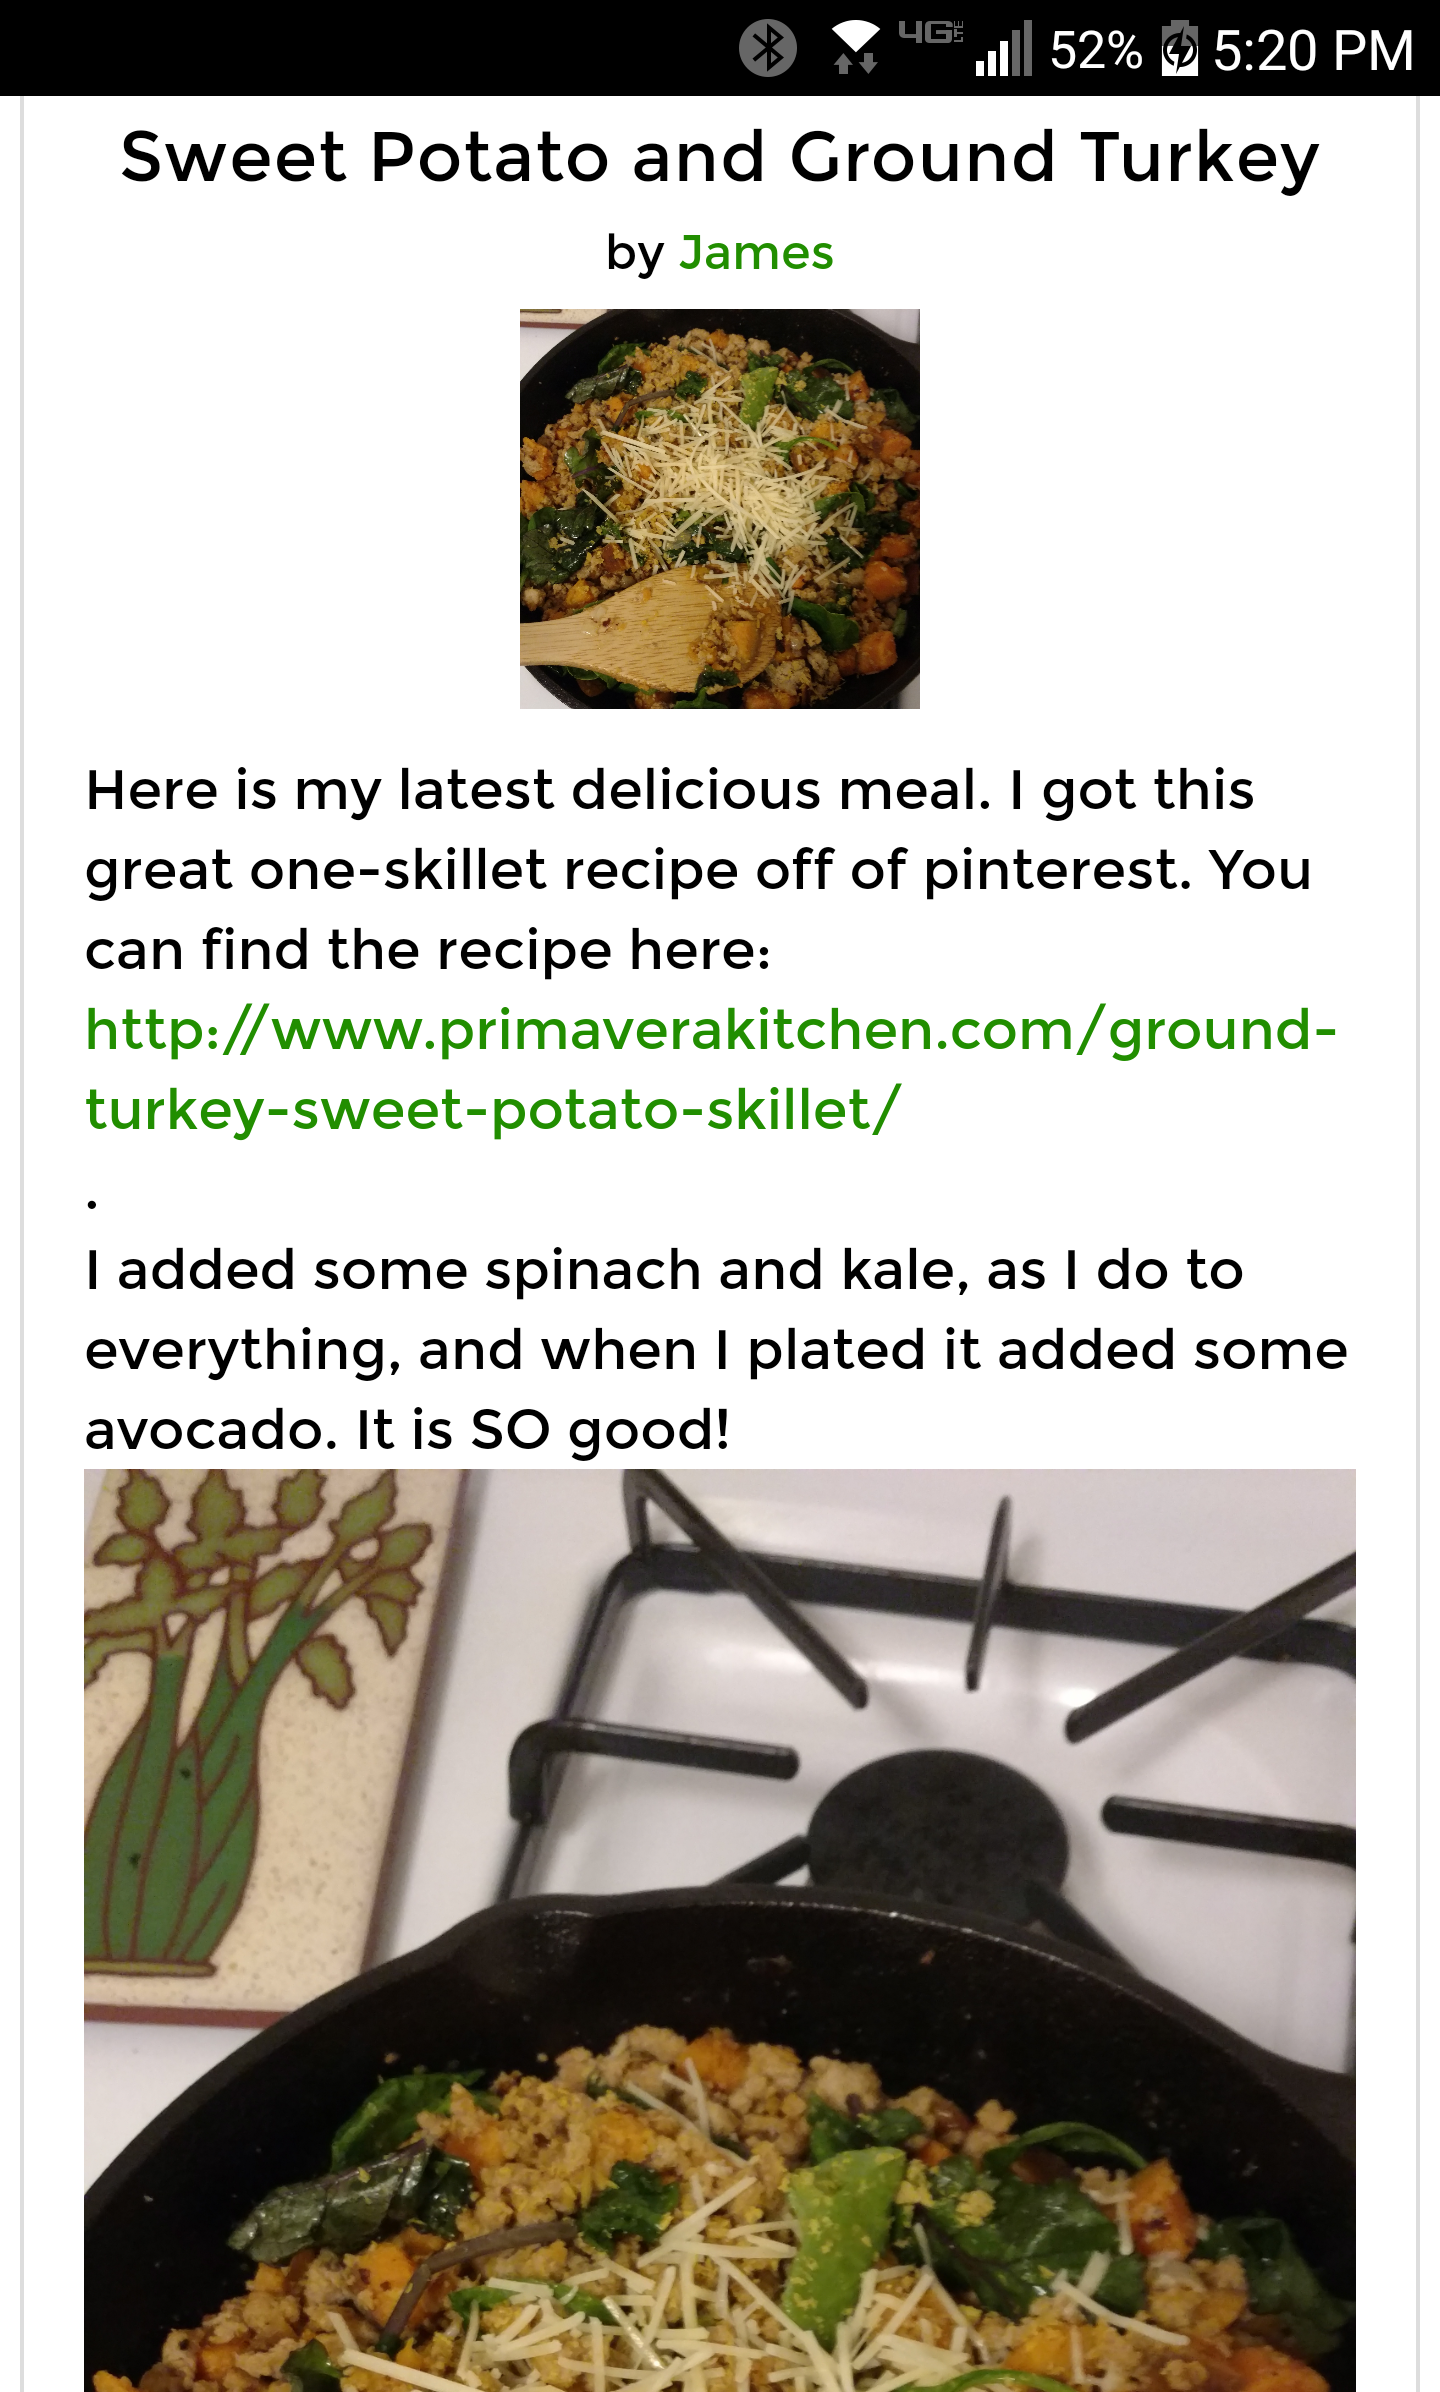 4G LTE 52% 5:20 PM
Sweet Potato and Ground Turkey
by James
Here is my latest delicious meal. I got this
great one-skillet recipe off of pinterest. You
can find the recipe here:
http://www.primaverakitchen.com/ground-
turkey-sweet-potato-skillet/
.
I added some spinach and kale, as I do to
everything, and when I plated it added some
avocado. It is SO good!